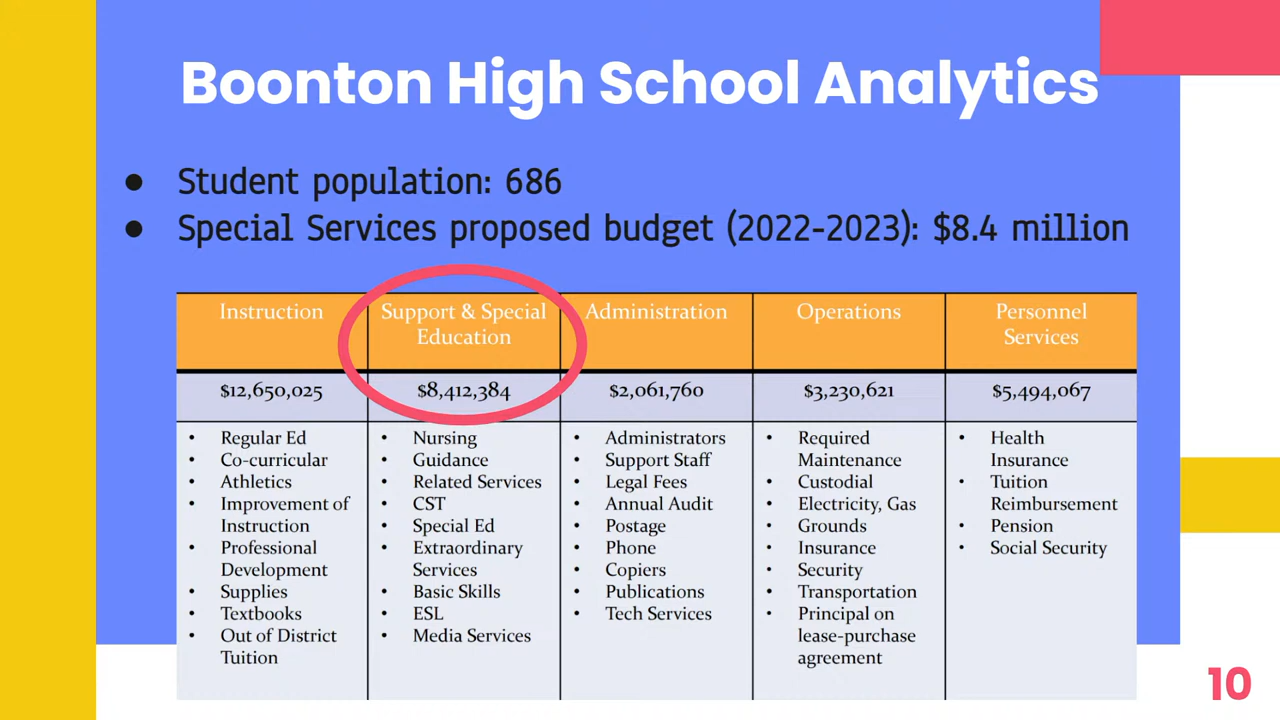 Boonton High School Analytics
● Student population: 686
● Special Services proposed budget (2022-2023): $8.4 million
Instruction
$12,650,025
• Regular Ed
• Co-curricular
• Athletics
• Improvement of
Instruction
• Professional
Development
• Supplies
• Textbooks
• Out of District
Tuition
Support & Special
Education
$8,412,384
• Nursing
• Guidance
• Related Services
• CST
• Special Ed
• Extraordinary
Services
• Basic Skills
• ESL
• Media Services
Administration
$2,061,760
• Administrators
• Support Staff
• Legal Fees
• Annual Audit
• Postage
• Phone
• Copiers
• Publications
• Tech Services
Operations
$3,230,621
• Required
Maintenance
• Custodial
• Electricity, Gas
• Grounds
• Insurance
• Security
• Transportation
• Principal on
lease-purchase
agreement
Personnel
Services
$5,494,067
• Health
Insurance
• Tuition
Reimbursement
• Pension
• Social Security
10